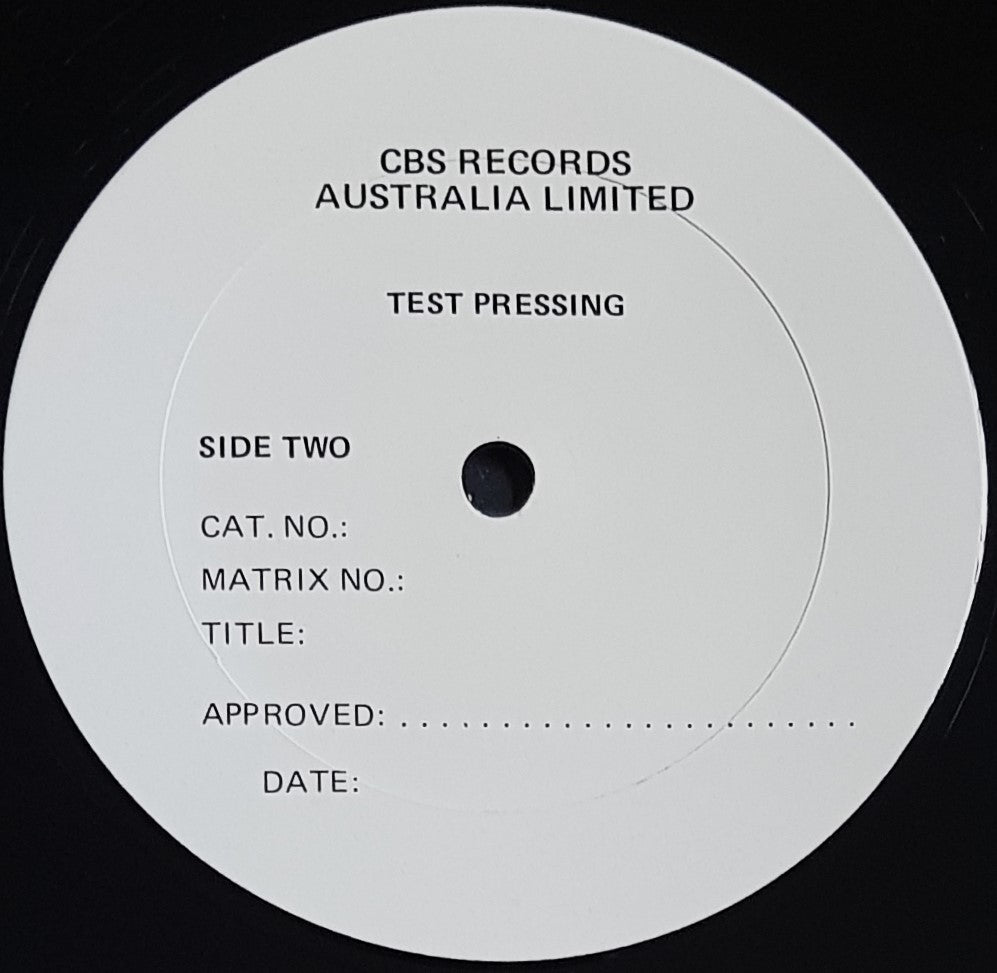 CBS RECORDS
AUSTRALIA LIMITED
TEST PRESSING
SIDE TWO
CAT. NO.:
MATRIX NO.:
TITLE:
APPROVED: . . . . . . . . . . . . . . . . . . . . . . .
DATE: